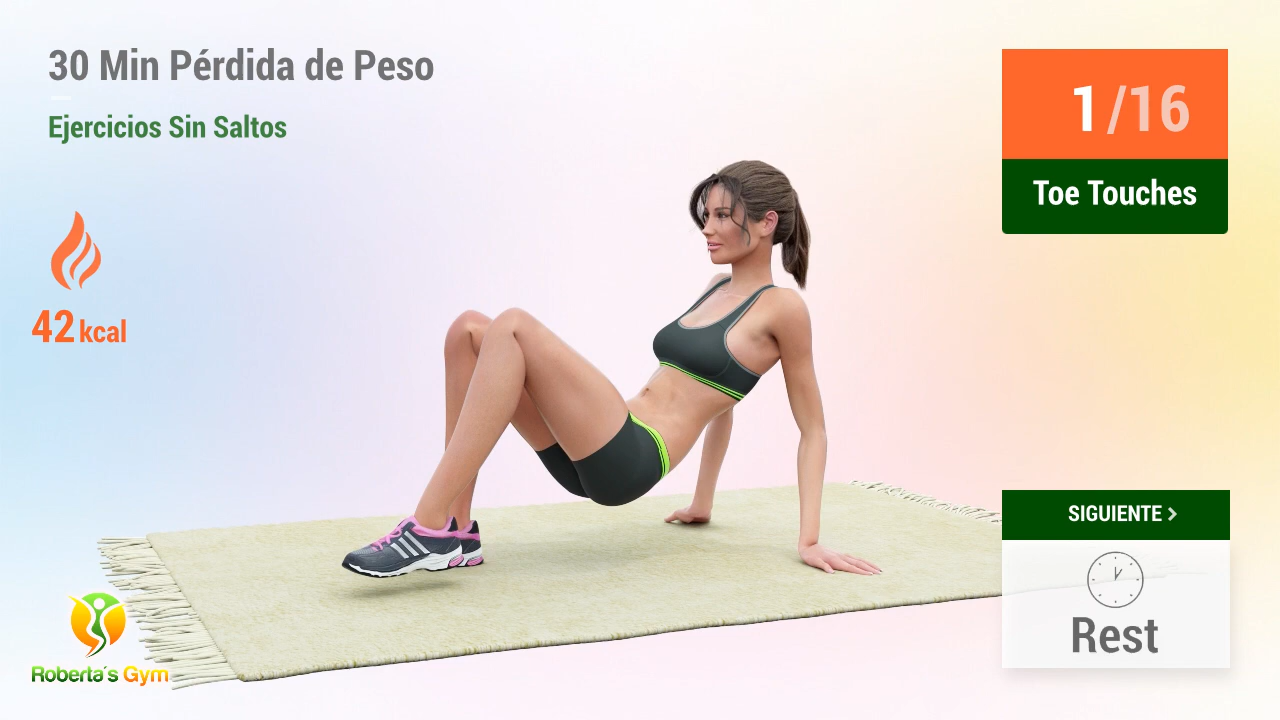 30 Min Pérdida de Peso
Ejercicios Sin Saltos
42 kcal
1/16
Toe Touches
SIGUIENTE >
Rest
Roberta´s Gym